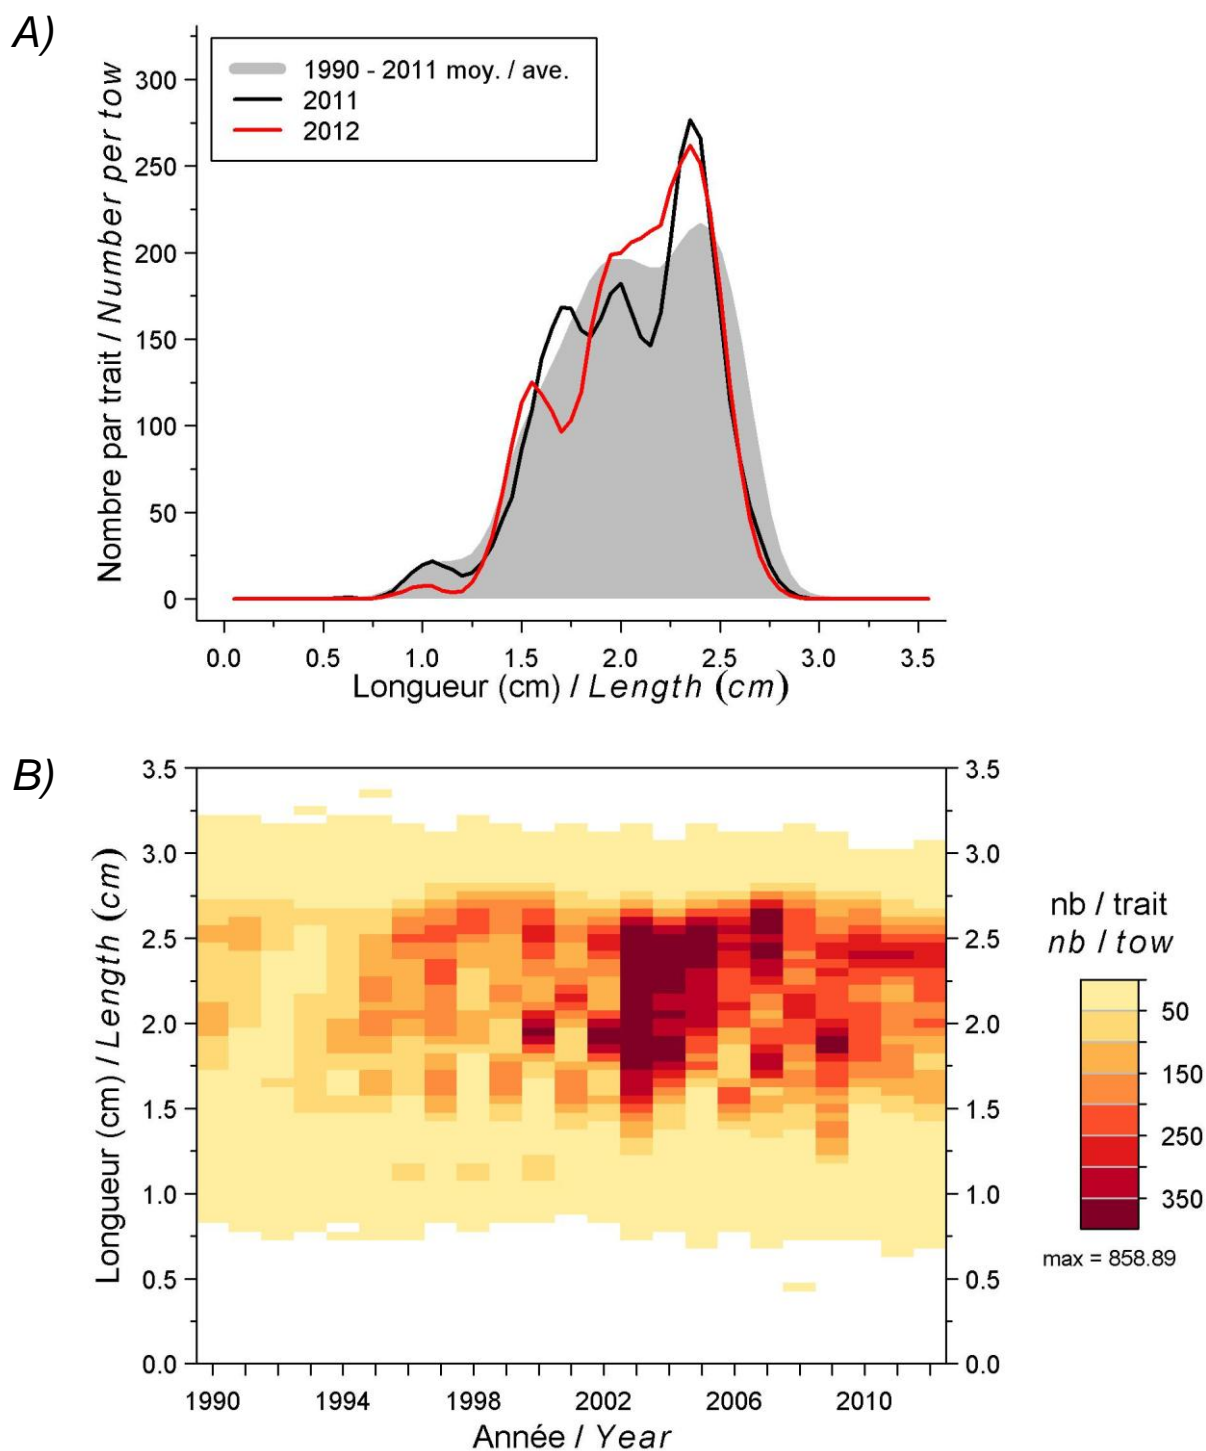 A)
Nombre par trait / Number per tow
300
250
200
150
100
50
0
1990 - 2011 moy. / ave.
2011
2012
0.0 0.5 1.0 1.5 2.0 2.5 3.0 3.5
Longueur (cm) / Length (cm)
B)
Longueur (cm) / Length (cm)
3.5
3.0
2.5
2.0
1.5
1.0
0.5
0.0
3.5
3.0
2.5
2.0
1.5
1.0
0.5
0.0
1990 1994 1998 2002 2006 2010
Année / Year
nb / trait
nb / tow
50
150
250
350
max = 858.89